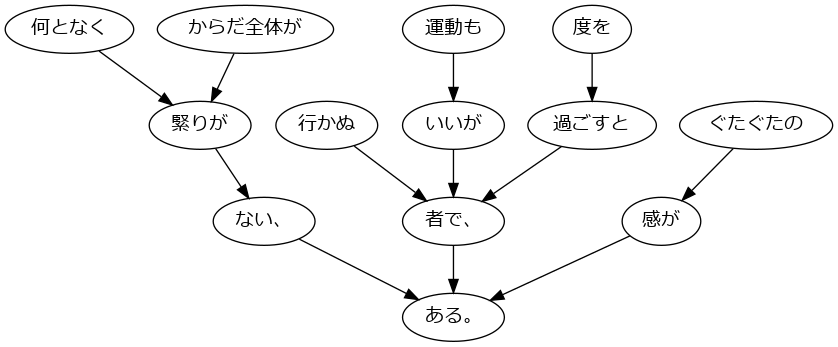 何となく
からだ全体が
運動も
度を
緊りが
行かぬ
いいが
過ごすと
ぐたぐたの
ない、
者で、
感が
ある。